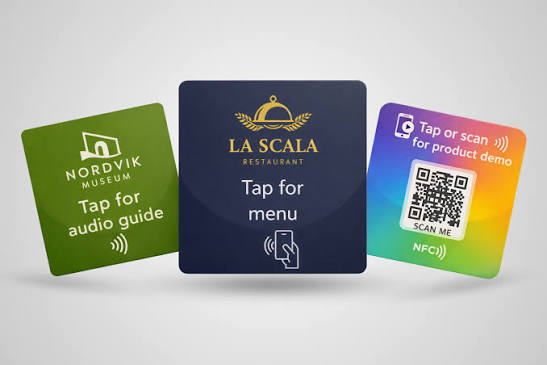 NORDVIK
MUSEUM
Tap for
audio guide
LA SCALA
RESTAURANT
Tap for
menu
Tap or scan
for product demo
SCAN ME
NFC